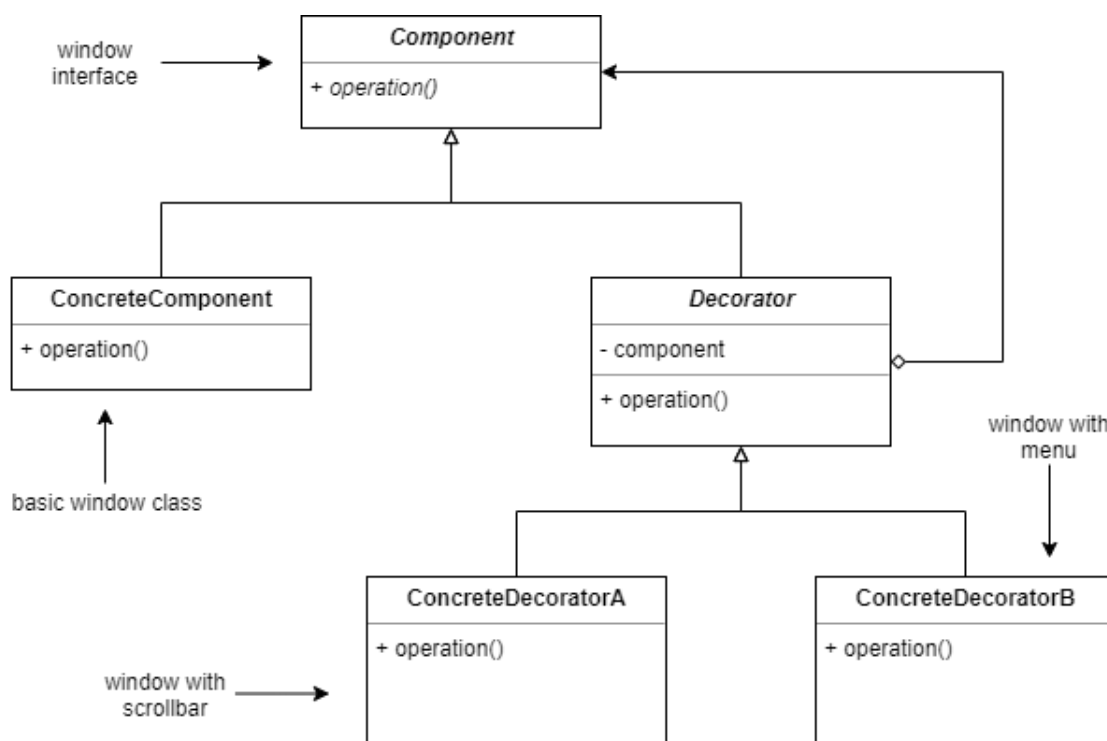 Component
window
interface
+ operation()
ConcreteComponent
+ operation()
Decorator
- component
+ operation()
basic window class
window with
menu
ConcreteDecoratorA
+ operation()
ConcreteDecoratorB
+ operation()
window with
scrollbar